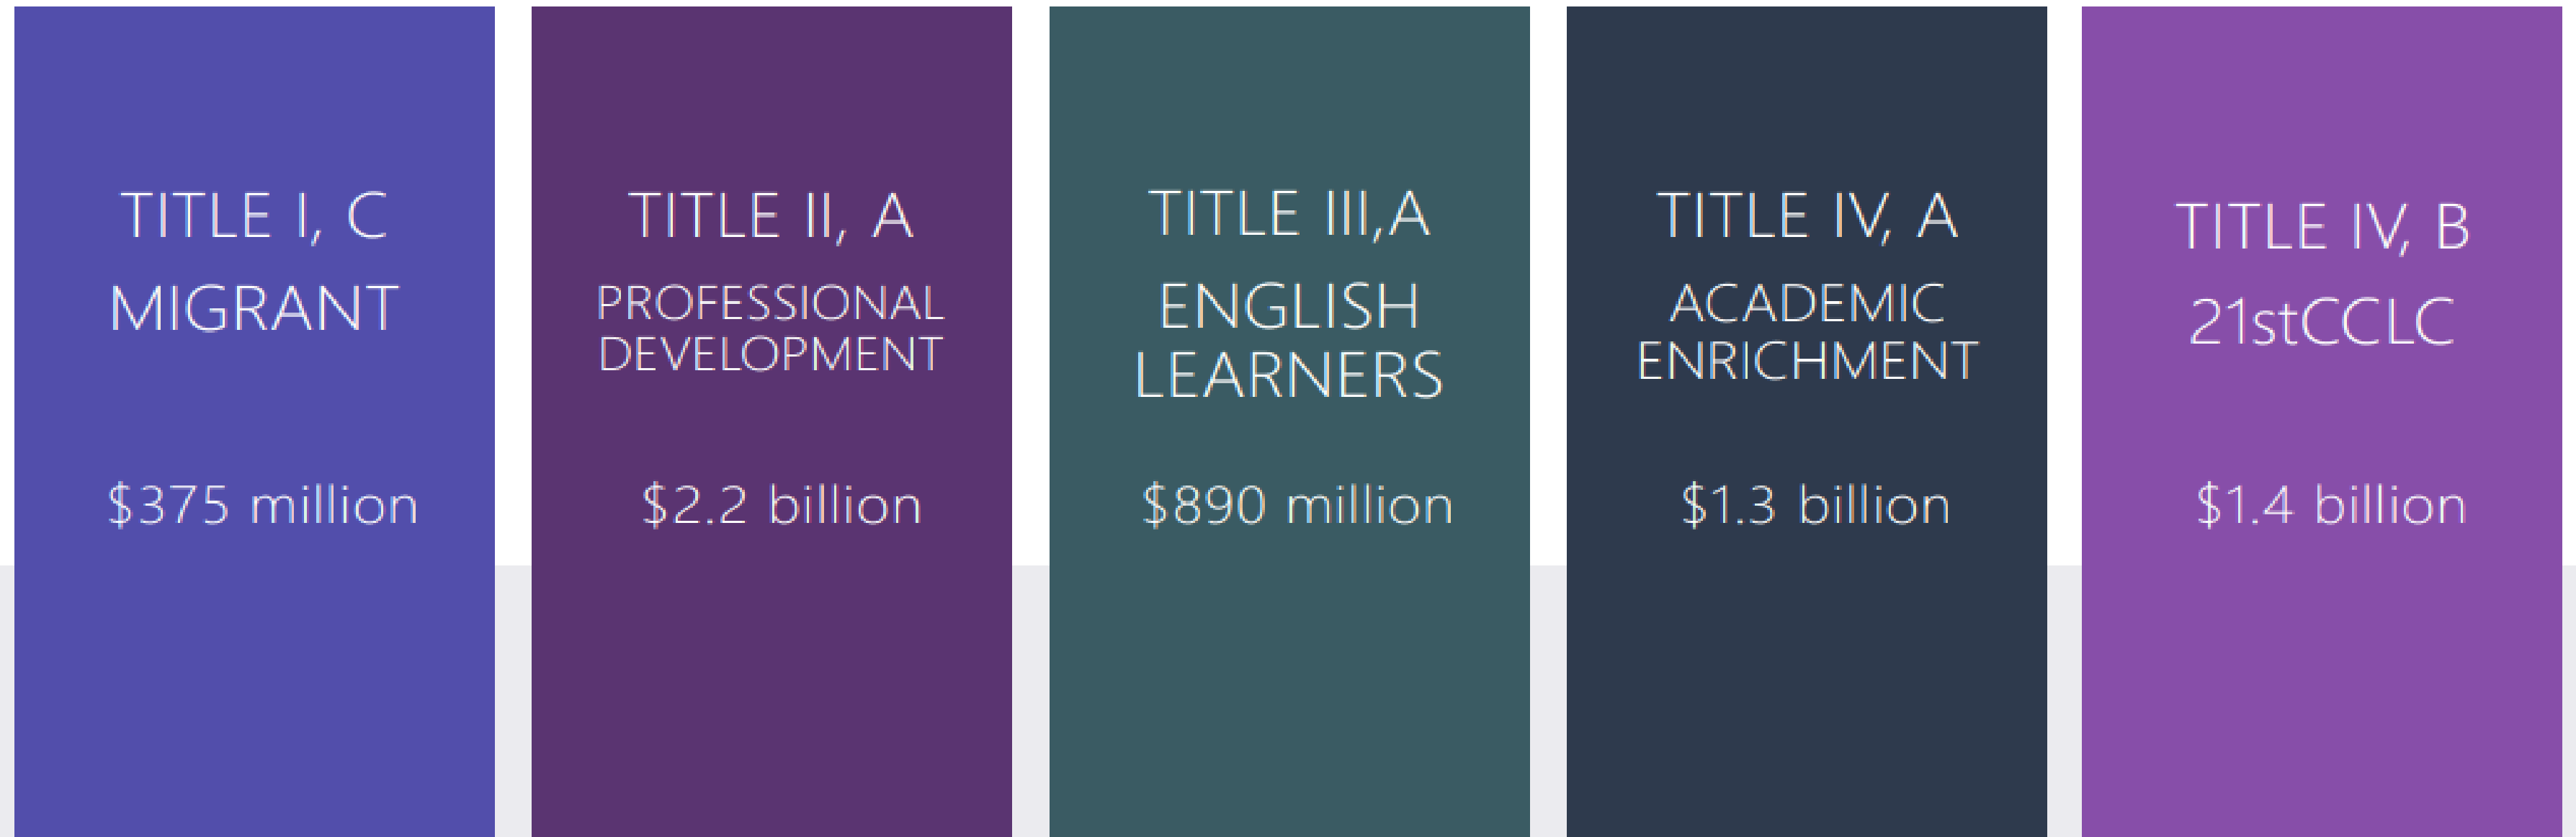 TITLE I, C
MIGRANT
$375 million
TITLE II, A
PROFESSIONAL
DEVELOPMENT
$2.2 billion
TITLE III,A
ENGLISH
LEARNERS
$890 million
TITLE IV, A
ACADEMIC
ENRICHMENT
$1.3 billion
TITLE IV, B
21stCCLC
$1.4 billion